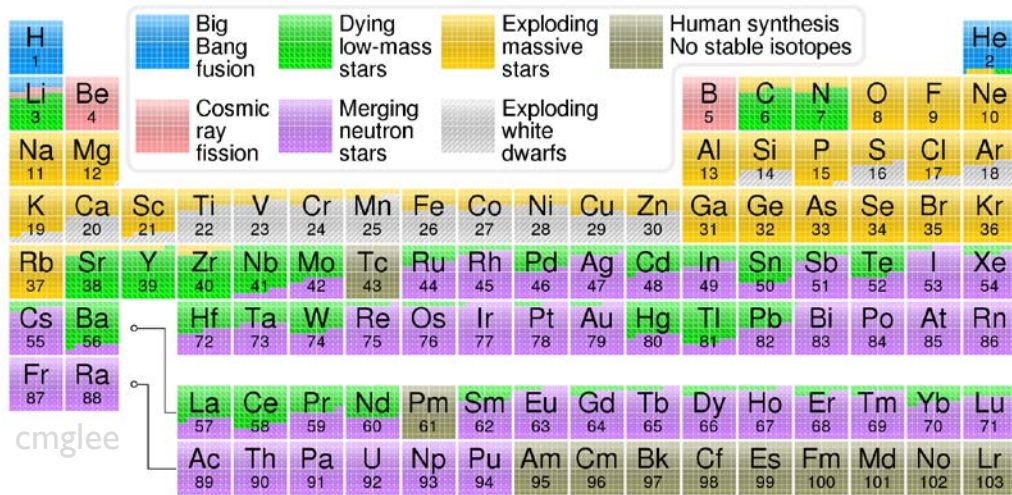 Big Bang fusion
Dying low-mass stars
Exploding massive stars
Human synthesis No stable isotopes
Cosmic ray fission
Merging neutron stars
Exploding white dwarfs
H 1
He 2
Li 3
Be 4
B 5
C 6
N 7
O 8
F 9
Ne 10
Na 11
Mg 12
Al 13
Si 14
P 15
S 16
Cl 17
Ar 18
K 19
Ca 20
Sc 21
Ti 22
V 23
Cr 24
Mn 25
Fe 26
Co 27
Ni 28
Cu 29
Zn 30
Ga 31
Ge 32
As 33
Se 34
Br 35
Kr 36
Rb 37
Sr 38
Y 39
Zr 40
Nb 41
Mo 42
Tc 43
Ru 44
Rh 45
Pd 46
Ag 47
Cd 48
In 49
Sn 50
Sb 51
Te 52
I 53
Xe 54
Cs 55
Ba 56
Hf 72
Ta 73
W 74
Re 75
Os 76
Ir 77
Pt 78
Au 79
Hg 80
Tl 81
Pb 82
Bi 83
Po 84
At 85
Rn 86
Fr 87
Ra 88
La 57
Ce 58
Pr 59
Nd 60
Pm 61
Sm 62
Eu 63
Gd 64
Tb 65
Dy 66
Ho 67
Er 68
Tm 69
Yb 70
Lu 71
Ac 89
Th 90
Pa 91
U 92
Np 93
Pu 94
Am 95
Cm 96
Bk 97
Cf 98
Es 99
Fm 100
Md 101
No 102
Lr 103
cmglee